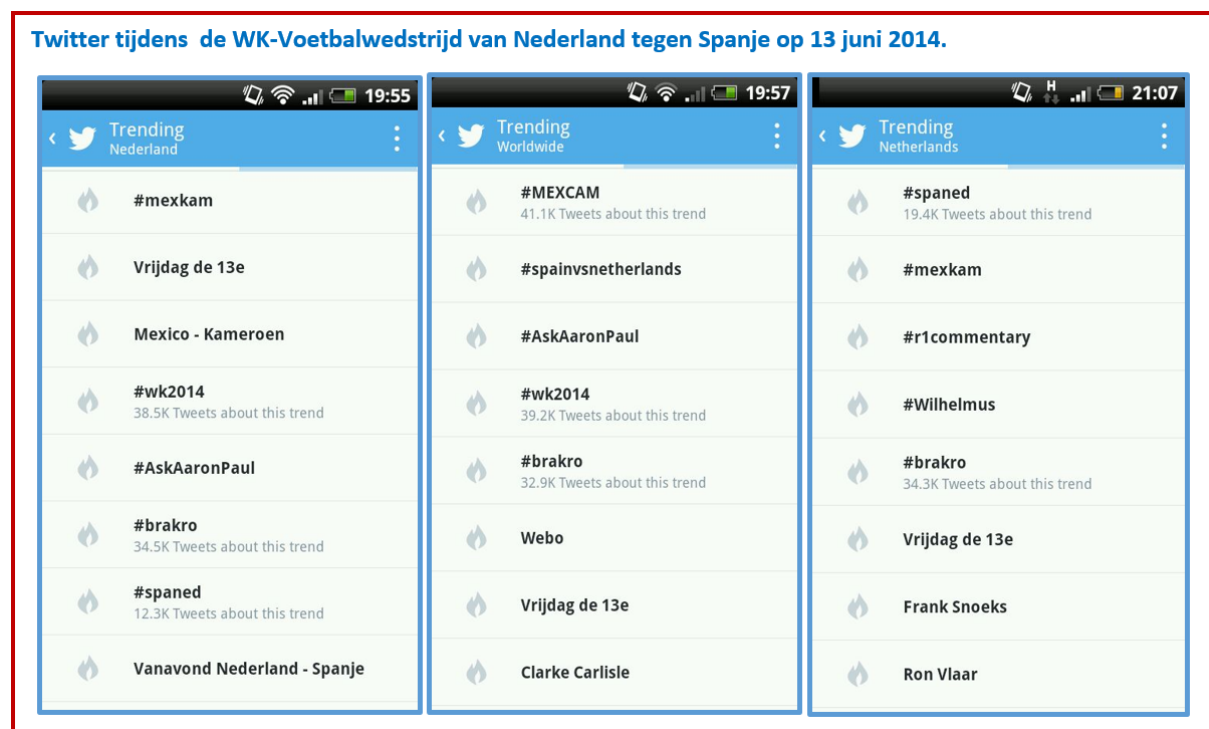 Twitter tijdens de WK-Voetbalwedstrijd van Nederland tegen Spanje op 13 juni 2014.
19:55
Trending
Nederland
#mexkam
Vrijdag de 13e
Mexico - Kameroen
#wk2014
38.5K Tweets about this trend
#AskAaronPaul
#brakro
34.5K Tweets about this trend
#spaned
12.3K Tweets about this trend
Vanavond Nederland - Spanje
19:57
Trending
Worldwide
#MEXCAM
41.1K Tweets about this trend
#spainvsnetherlands
#AskAaronPaul
#wk2014
39.2K Tweets about this trend
#brakro
32.9K Tweets about this trend
Webo
Vrijdag de 13e
Clarke Carlisle
H 21:07
Trending
Netherlands
#spaned
19.4K Tweets about this trend
#mexkam
#r1commentary
#Wilhelmus
#brakro
34.3K Tweets about this trend
Vrijdag de 13e
Frank Snoeks
Ron Vlaar